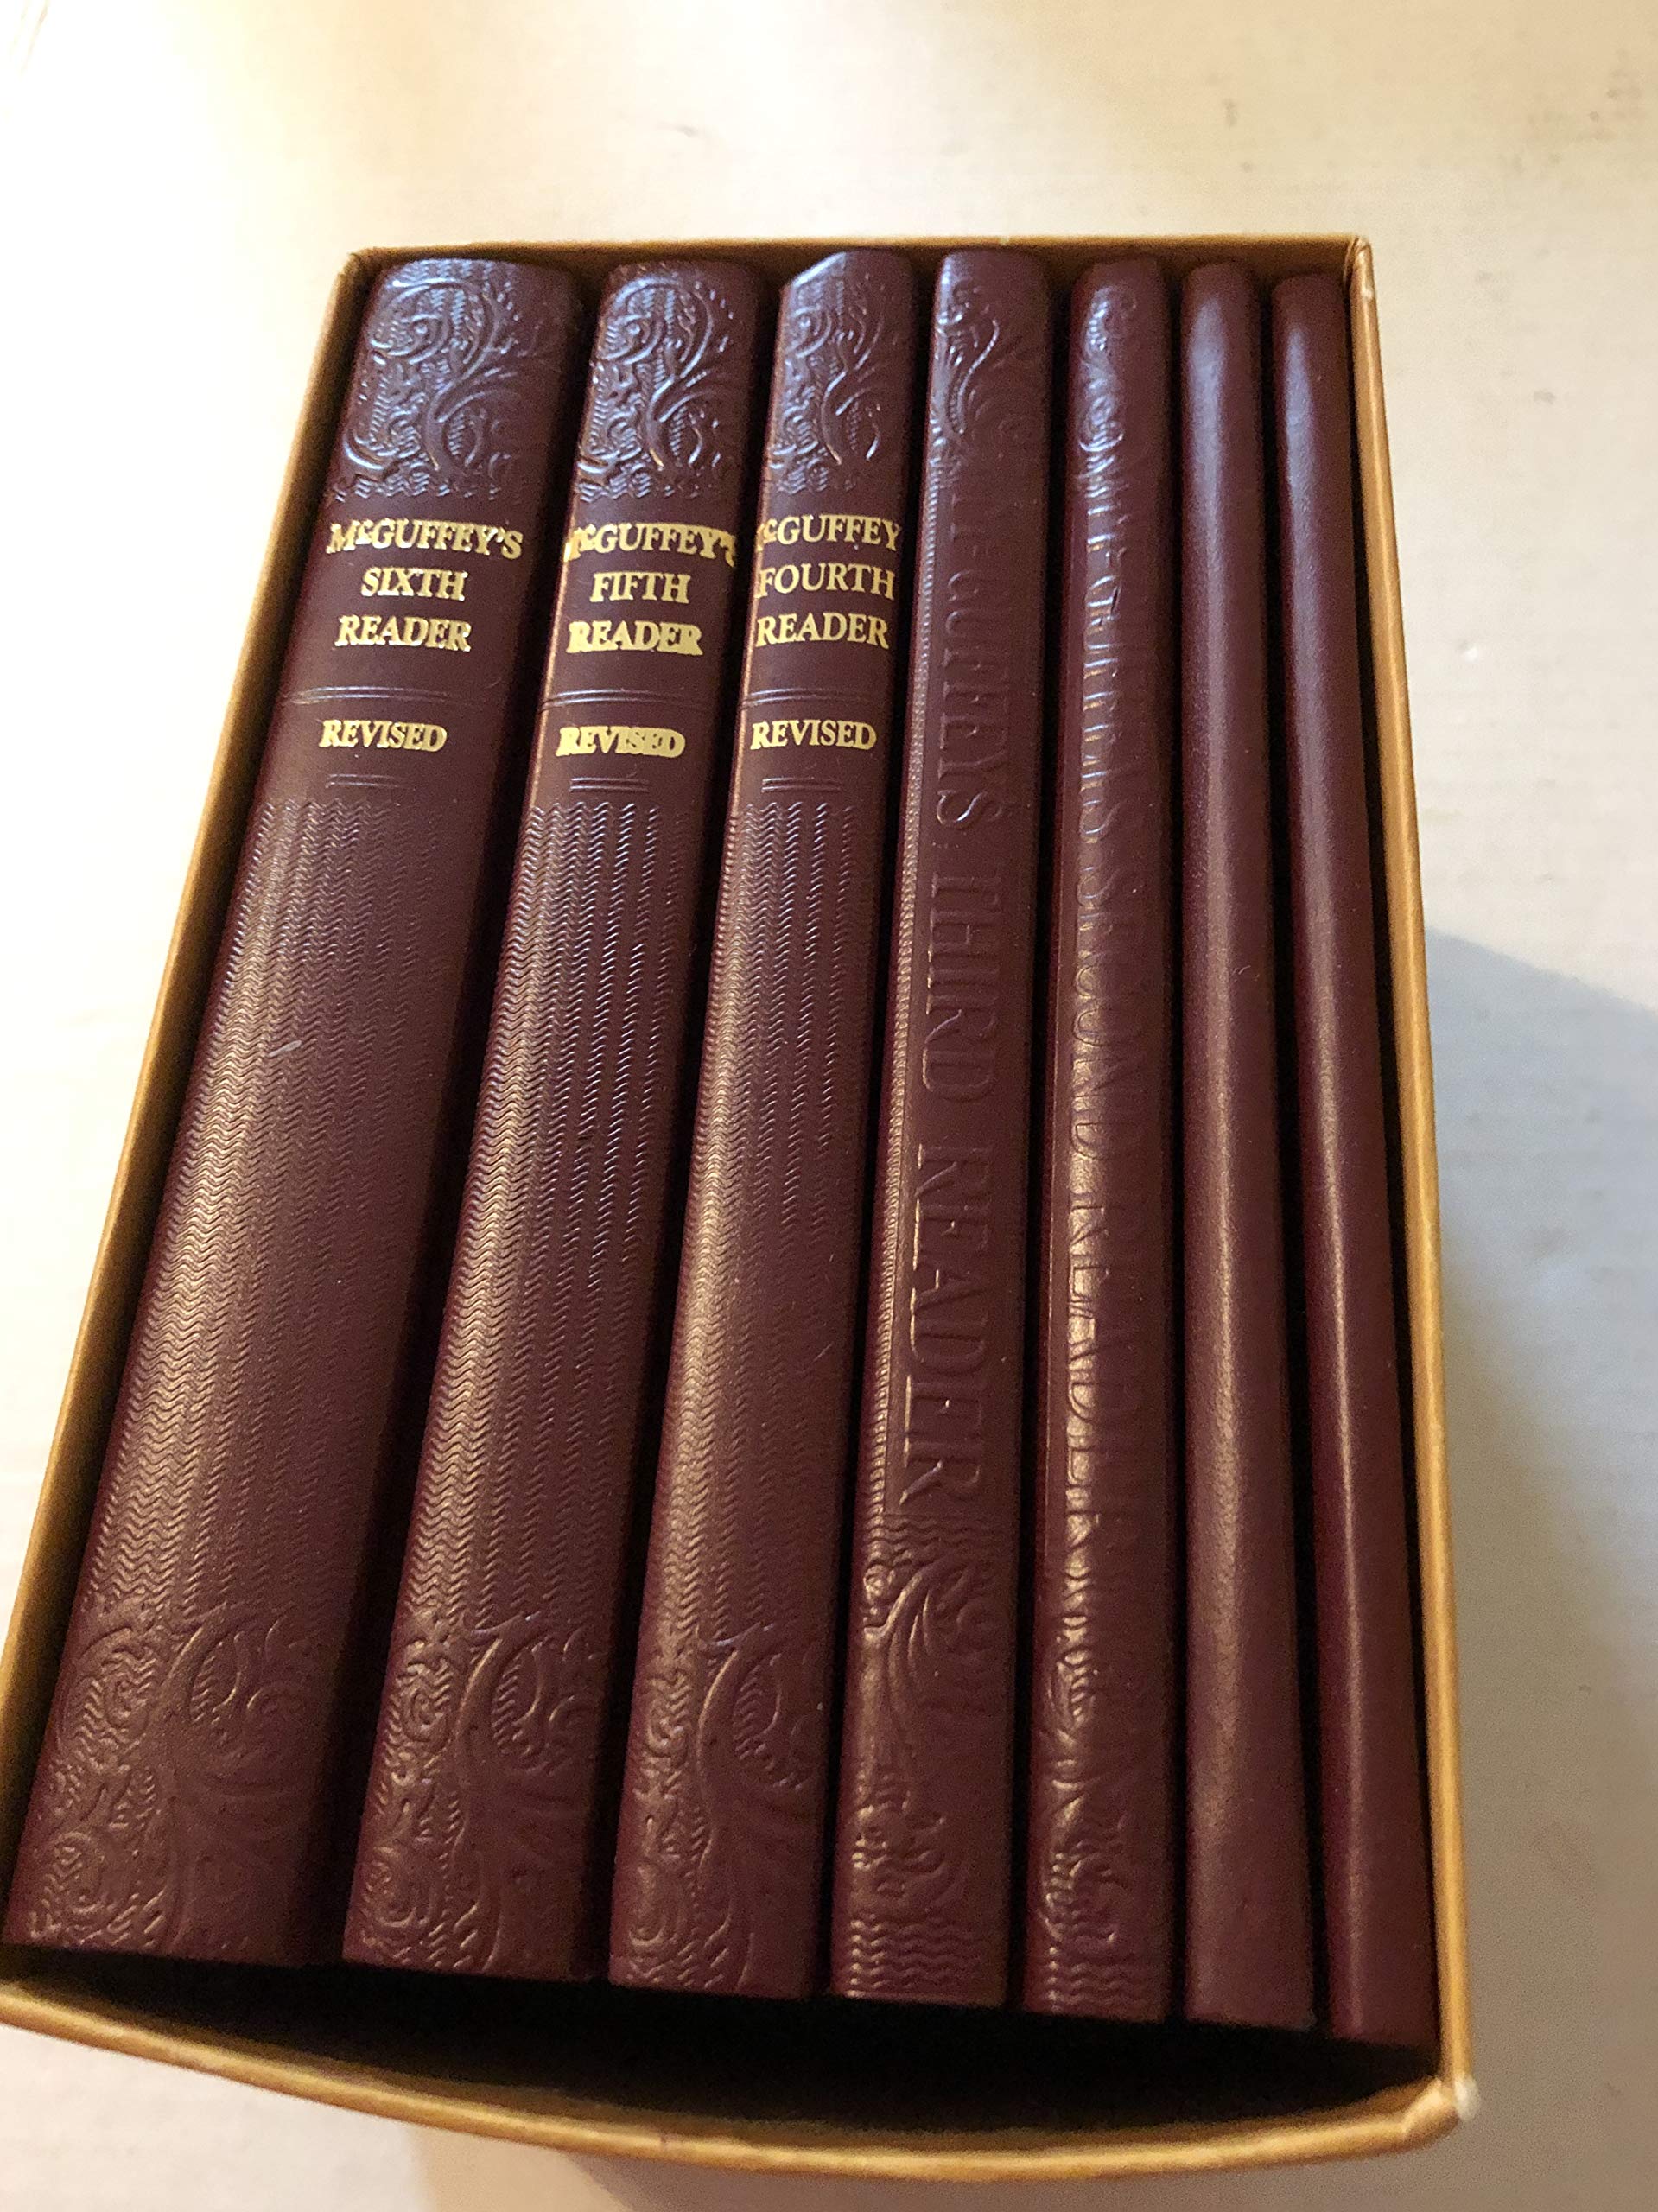 McGUFFEY'S
SIXTH
READER
REVISED
McGUFFEY'S
FIFTH
READER
REVISED
McGUFFEY
FOURTH
READER
REVISED
McGUFFEY'S THIRD READER
McGUFFEY'S SECOND READER